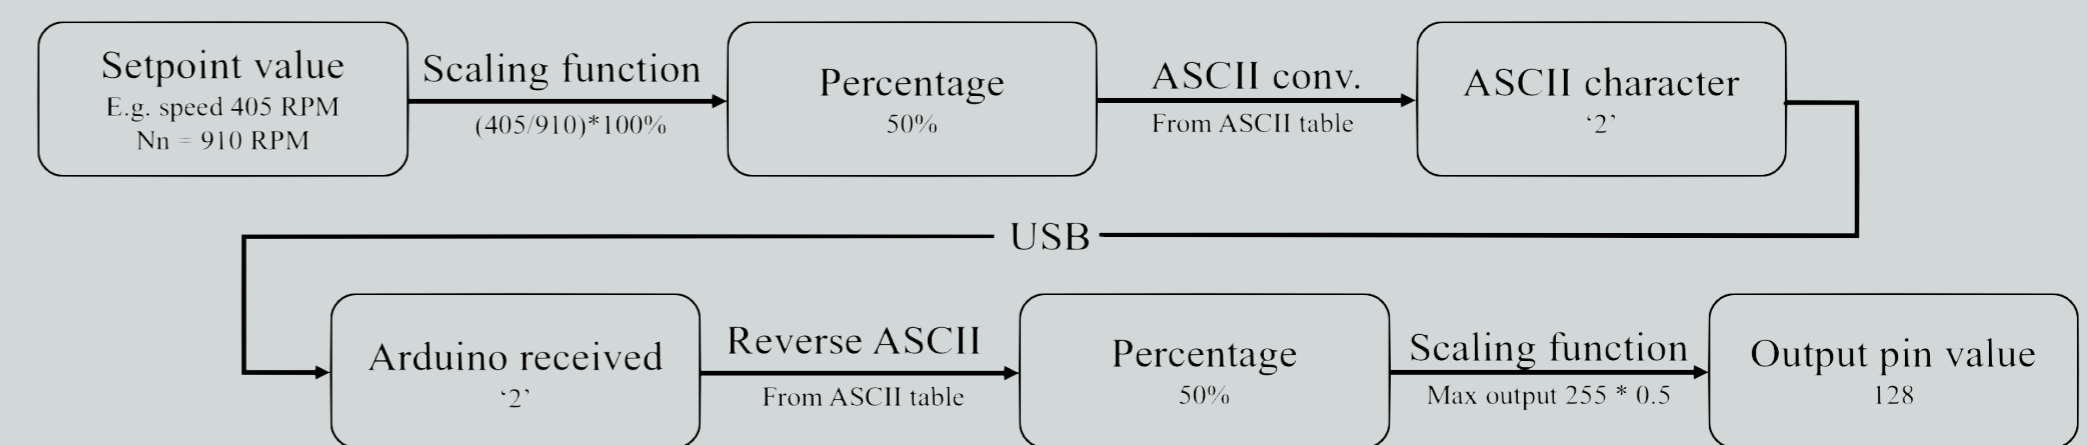 Setpoint value
E.g. speed 405 RPM
Nn = 910 RPM
Scaling function
(405/910)*100%
Percentage
50%
ASCII conv.
From ASCII table
ASCII character
‘2’
USB
Arduino received
‘2’
Reverse ASCII
From ASCII table
Percentage
50%
Scaling function
Max output 255 * 0.5
Output pin value
128